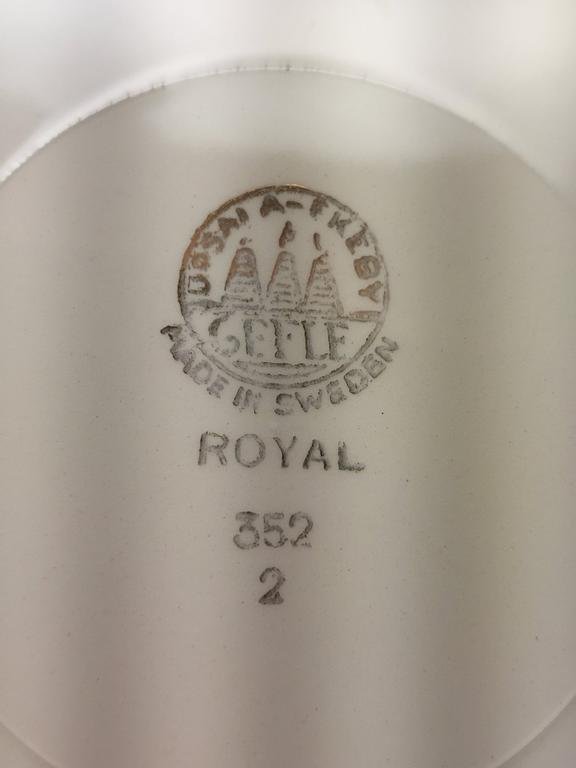 UPSALA-EKEBY
GEFLE
MADE IN SWEDEN
ROYAL
352
2